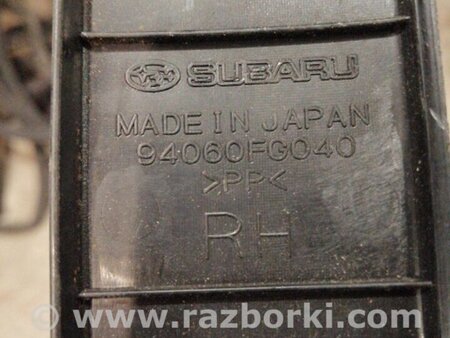 SUBARU
MADE IN JAPAN
94060FG040
>PP<
RH
www.razborki.com